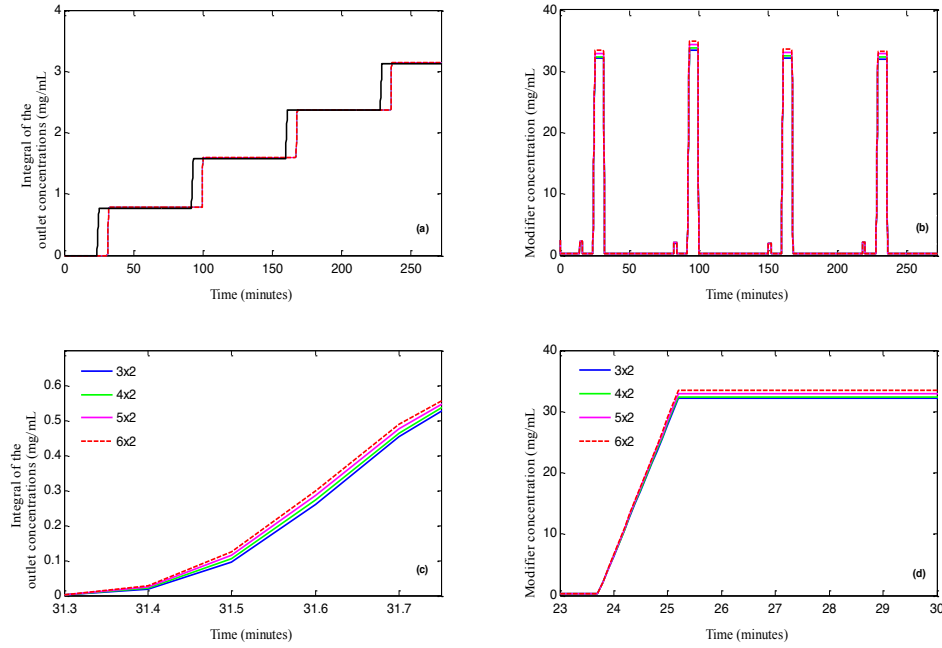 4
3
2
1
0
0
50
100
150
200
250
Integral of the
outlet concentrations (mg/mL)
Time (minutes)
(a)
40
30
20
10
0
0
50
100
150
200
250
Modifier concentration (mg/mL)
Time (minutes)
(b)
0.6
0.5
0.4
0.3
0.2
0.1
0
31.3
31.4
31.5
31.6
31.7
Integral of the
outlet concentrations (mg/mL)
Time (minutes)
3x2
4x2
5x2
6x2
(c)
40
30
20
10
0
23
24
25
26
27
28
29
30
Modifier concentration (mg/mL)
Time (minutes)
3x2
4x2
5x2
6x2
(d)